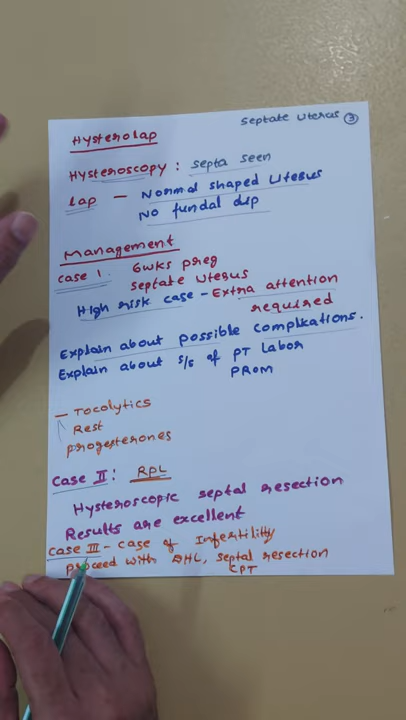 Septate Uterus ③
Hysterolap
Hysteroscopy : septa seen
Lap — Normal shaped Uterus
No fundal dip
Management
Case 1. 6wks preg
septate uterus
High risk case - Extra attention
required
Explain about possible complications.
Explain about s/s of PT Labor
PROM
— Tocolytics
Rest
progesterones
Case II : RPL
Hysteroscopic septal resection
Results are excellent
Case III - case of Infertility
proceed with DHL, septal resection
CPT